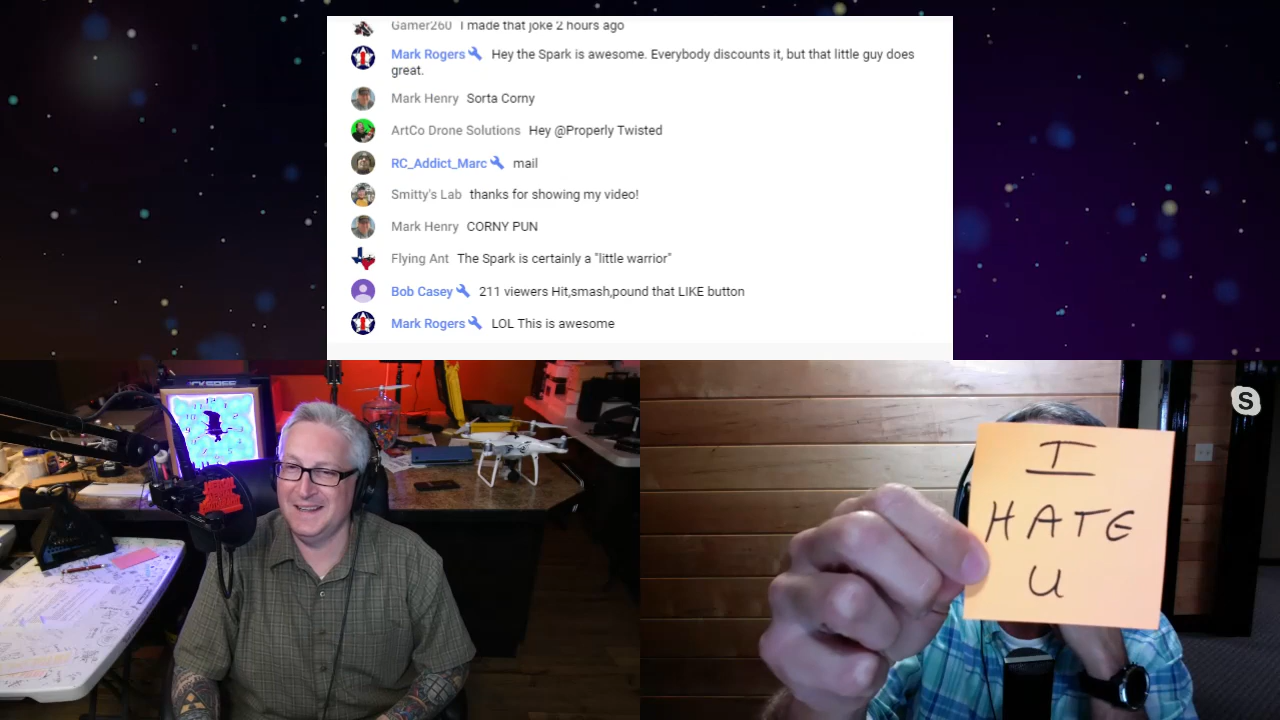 Gamer260 I made that joke 2 hours ago
Mark Rogers Hey the Spark is awesome. Everybody discounts it, but that little guy does
great.
Mark Henry Sorta Corny
ArtCo Drone Solutions Hey @Properly Twisted
RC_Addict_Marc mail
Smitty's Lab thanks for showing my video!
Mark Henry CORNY PUN
Flying Ant The Spark is certainly a "little warrior"
Bob Casey 211 viewers Hit,smash,pound that LIKE button
Mark Rogers LOL This is awesome
I
HATE
U